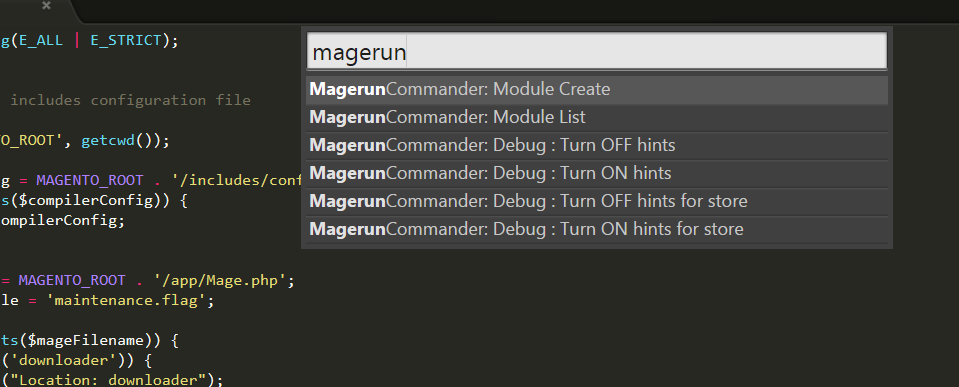 g(E_ALL | E_STRICT);
magerun
MagerunCommander: Module Create
MagerunCommander: Module List
MagerunCommander: Debug : Turn OFF hints
MagerunCommander: Debug : Turn ON hints
MagerunCommander: Debug : Turn OFF hints for store
MagerunCommander: Debug : Turn ON hints for store
includes configuration file
O_ROOT', getcwd());
g = MAGENTO_ROOT . '/includes/conf
s($compilerConfig)) {
ompilerConfig;
= MAGENTO_ROOT . '/app/Mage.php';
le = 'maintenance.flag';
ts($mageFilename)) {
('downloader')) {
("Location: downloader");